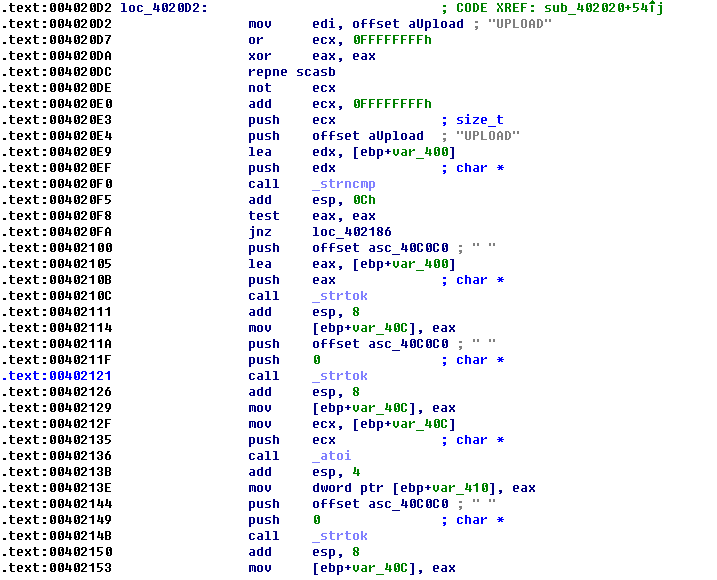 .text:004020D2 loc_4020D2: ; CODE XREF: sub_402020+54↑j
.text:004020D2 mov edi, offset aUpload ; "UPLOAD"
.text:004020D7 or ecx, 0FFFFFFFFh
.text:004020DA xor eax, eax
.text:004020DC repne scasb
.text:004020DE not ecx
.text:004020E0 add ecx, 0FFFFFFFFh
.text:004020E3 push ecx ; size_t
.text:004020E4 push offset aUpload ; "UPLOAD"
.text:004020E9 lea edx, [ebp+var_400]
.text:004020EF push edx ; char *
.text:004020F0 call _strncmp
.text:004020F5 add esp, 0Ch
.text:004020F8 test eax, eax
.text:004020FA jnz loc_402186
.text:00402100 push offset asc_40C0C0 ; " "
.text:00402105 lea eax, [ebp+var_400]
.text:0040210B push eax ; char *
.text:0040210C call _strtok
.text:00402111 add esp, 8
.text:00402114 mov [ebp+var_40C], eax
.text:0040211A push offset asc_40C0C0 ; " "
.text:0040211F push 0 ; char *
.text:00402121 call _strtok
.text:00402126 add esp, 8
.text:00402129 mov [ebp+var_40C], eax
.text:0040212F mov ecx, [ebp+var_40C]
.text:00402135 push ecx ; char *
.text:00402136 call _atoi
.text:0040213B add esp, 4
.text:0040213E mov dword ptr [ebp+var_410], eax
.text:00402144 push offset asc_40C0C0 ; " "
.text:00402149 push 0 ; char *
.text:0040214B call _strtok
.text:00402150 add esp, 8
.text:00402153 mov [ebp+var_40C], eax